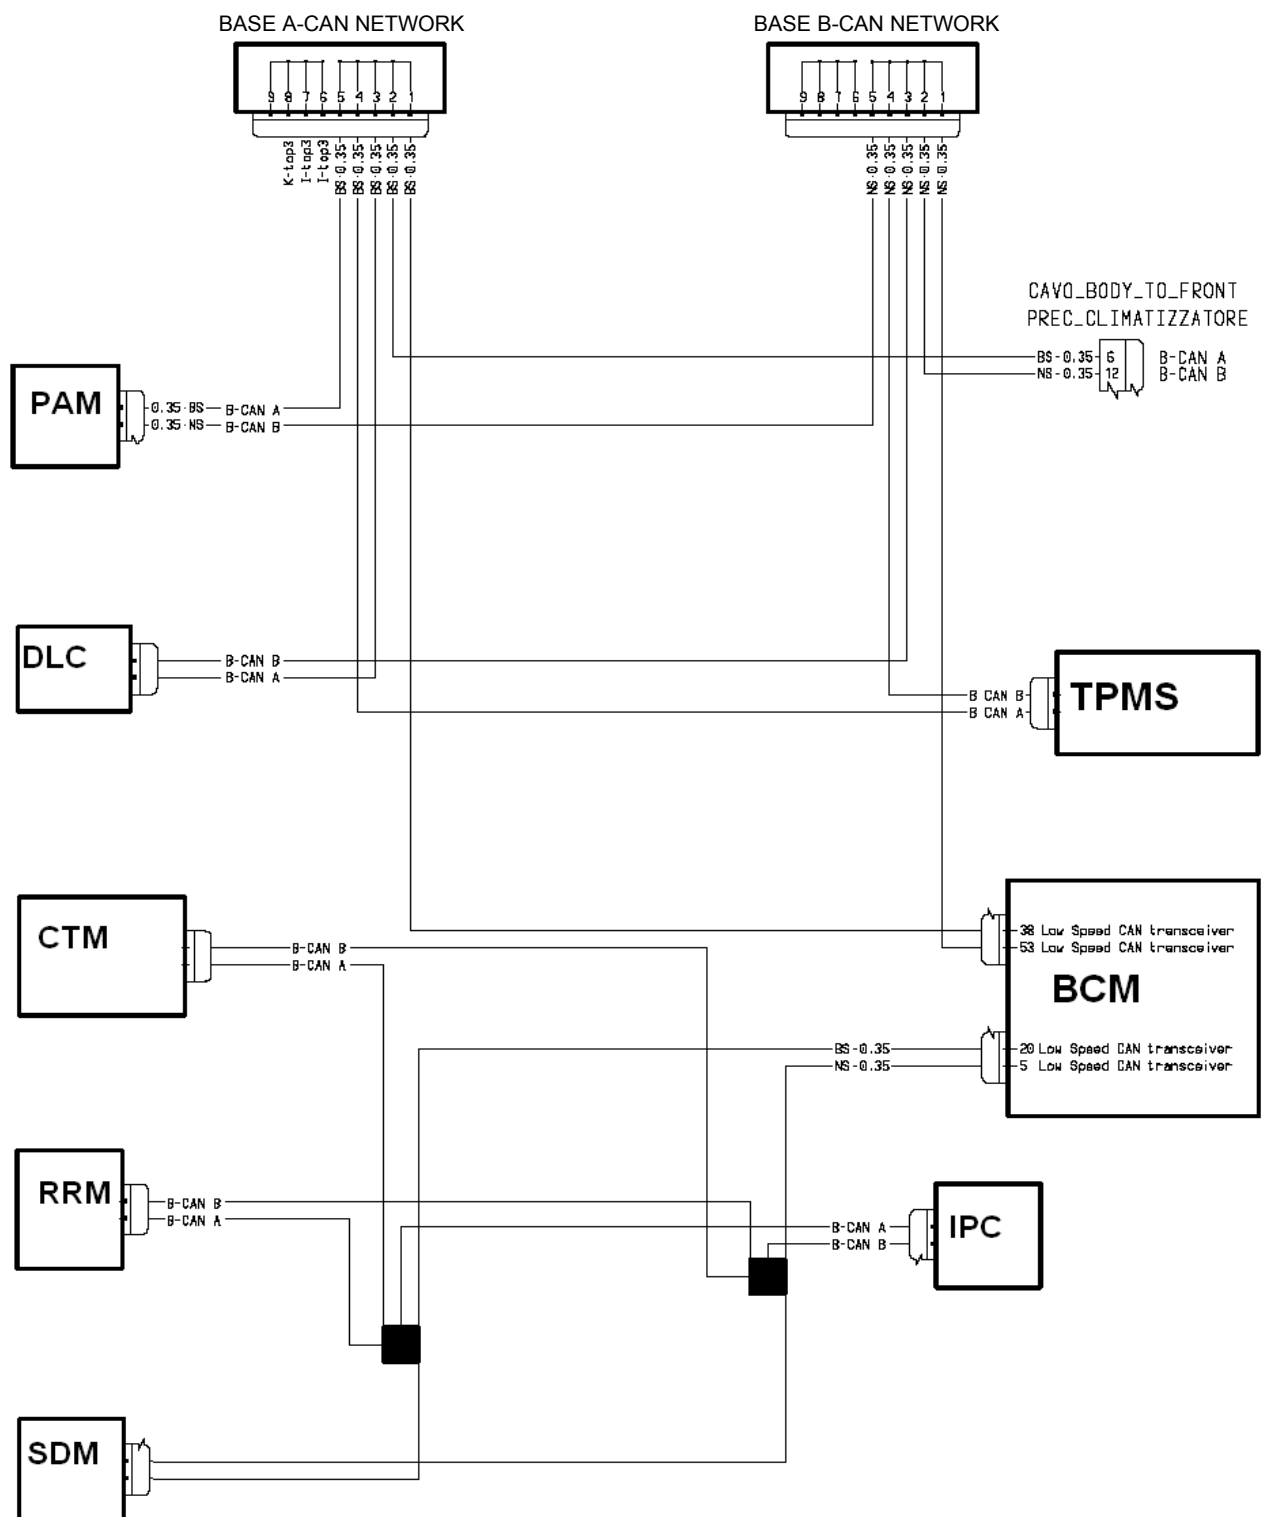 BASE A-CAN NETWORK
BASE B-CAN NETWORK
9 8 7 6 5 4 3 2 1
9 8 7 6 5 4 3 2 1
K-tap3
I-tap3
I-tap3
BS-0.35
BS-0.35
BS-0.35
BS-0.35
BS-0.35
NS-0.35
NS-0.35
NS-0.35
NS-0.35
NS-0.35
CAVO_BODY_TO_FRONT
PREC_CLIMATIZZATORE
BS-0.35 6 B-CAN A
NS-0.35 12 B-CAN B
PAM
0.35-BS B-CAN A
0.35-NS B-CAN B
DLC
B-CAN B
B-CAN A
B CAN B
B CAN A
TPMS
CTM
B-CAN B
B-CAN A
38 Low Speed CAN transceiver
53 Low Speed CAN transceiver
BCM
BS-0.35 20 Low Speed CAN transceiver
NS-0.35 5 Low Speed CAN transceiver
RRM
B-CAN B
B-CAN A
B-CAN A
B-CAN B
IPC
SDM